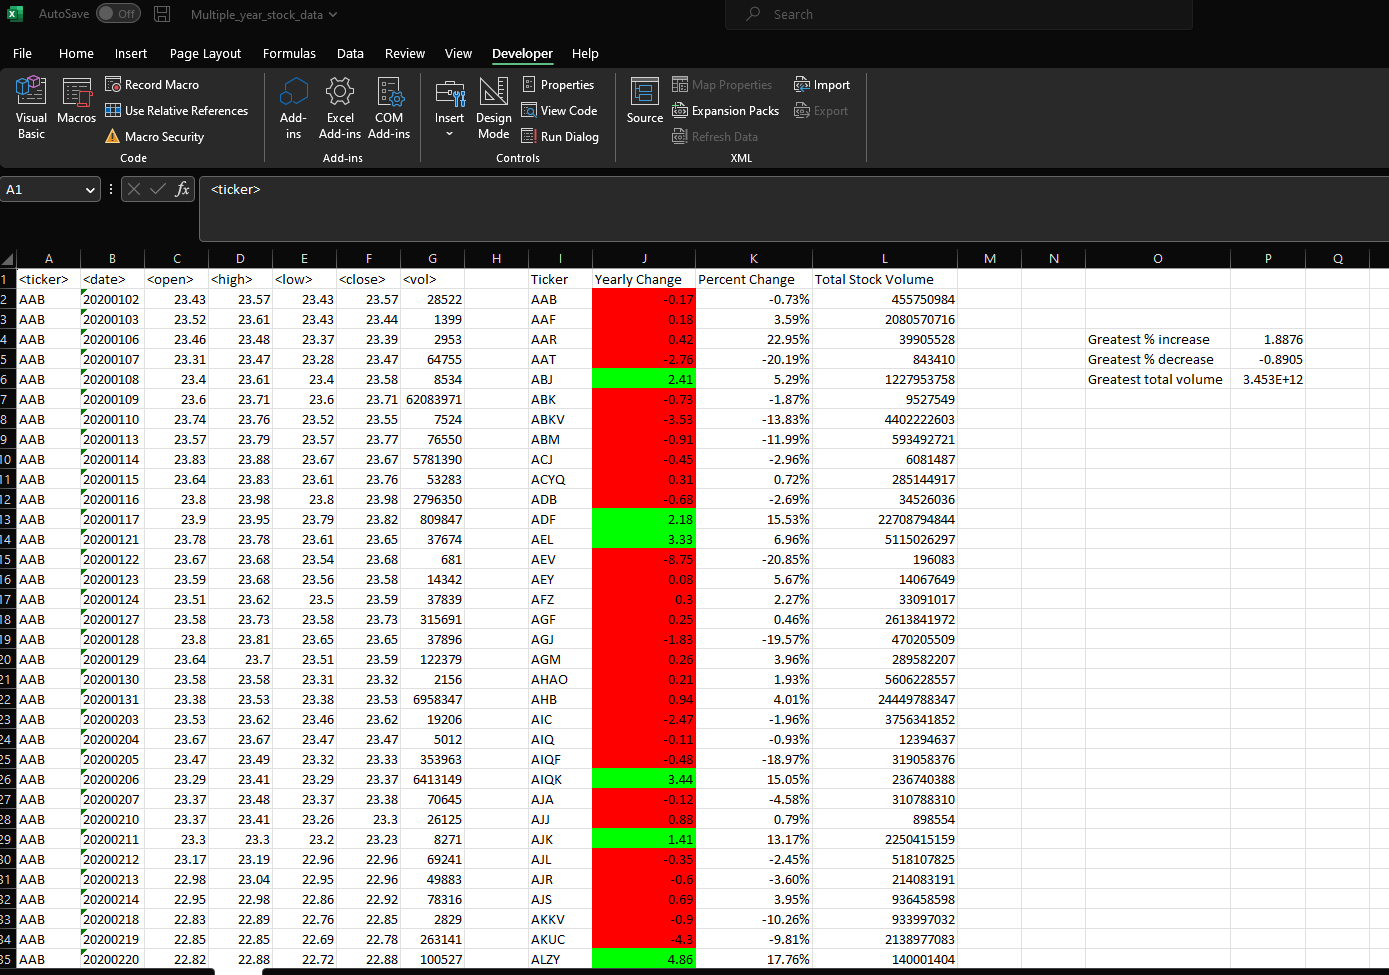 AutoSave Off Multiple_year_stock_data Search
File Home Insert Page Layout Formulas Data Review View Developer Help
Visual Basic
Macros
Record Macro
Use Relative References
Macro Security
Code
Add-ins
Excel Add-ins
COM Add-ins
Add-ins
Insert
Design Mode
Properties
View Code
Run Dialog
Controls
Source
Map Properties
Expansion Packs
Refresh Data
Import
Export
XML
A1 fx <ticker>
A B C D E F G H I J K L M N O P Q
1 <ticker> <date> <open> <high> <low> <close> <vol> Ticker Yearly Change Percent Change Total Stock Volume
2 AAB 20200102 23.43 23.57 23.43 23.57 28522 AAB -0.17 -0.73% 455750984
3 AAB 20200103 23.52 23.61 23.43 23.44 1399 AAF 0.18 3.59% 2080570716
4 AAB 20200106 23.46 23.48 23.37 23.39 2953 AAR 0.42 22.95% 39905528 Greatest % increase 1.8876
5 AAB 20200107 23.31 23.47 23.28 23.47 64755 AAT -2.76 -20.19% 843410 Greatest % decrease -0.8905
6 AAB 20200108 23.4 23.61 23.4 23.58 8534 ABJ 2.41 5.29% 1227953758 Greatest total volume 3.453E+12
7 AAB 20200109 23.6 23.71 23.6 23.71 62083971 ABK -0.73 -1.87% 9527549
8 AAB 20200110 23.74 23.76 23.52 23.55 7524 ABKV -3.53 -13.83% 4402222603
9 AAB 20200113 23.57 23.79 23.57 23.77 76550 ABM -0.91 -11.99% 593492721
10 AAB 20200114 23.83 23.88 23.67 23.67 5781390 ACJ -0.45 -2.96% 6081487
11 AAB 20200115 23.64 23.83 23.61 23.76 53283 ACYQ 0.31 0.72% 285144917
12 AAB 20200116 23.8 23.98 23.8 23.98 2796350 ADB -0.68 -2.69% 34526036
13 AAB 20200117 23.9 23.95 23.79 23.82 809847 ADF 2.18 15.53% 22708794844
14 AAB 20200121 23.78 23.78 23.61 23.65 37674 AEL 3.33 6.96% 5115026297
15 AAB 20200122 23.67 23.68 23.54 23.68 681 AEV -8.75 -20.85% 196083
16 AAB 20200123 23.59 23.68 23.56 23.58 14342 AEY 0.08 5.67% 14067649
17 AAB 20200124 23.51 23.62 23.5 23.59 37839 AFZ 0.3 2.27% 33091017
18 AAB 20200127 23.58 23.73 23.58 23.73 315691 AGF 0.25 0.46% 2613841972
19 AAB 20200128 23.8 23.81 23.65 23.65 37896 AGJ -1.83 -19.57% 470205509
20 AAB 20200129 23.64 23.7 23.51 23.59 122379 AGM 0.26 3.96% 289582207
21 AAB 20200130 23.58 23.58 23.31 23.32 2156 AHAO 0.21 1.93% 5606228557
22 AAB 20200131 23.38 23.53 23.38 23.53 6958347 AHB 0.94 4.01% 24449788347
23 AAB 20200203 23.53 23.62 23.46 23.62 19206 AIC -2.47 -1.96% 3756341852
24 AAB 20200204 23.67 23.67 23.47 23.47 5012 AIQ -0.11 -0.93% 12394637
25 AAB 20200205 23.47 23.49 23.32 23.33 353963 AIQF -0.48 -18.97% 319058376
26 AAB 20200206 23.29 23.41 23.29 23.37 6413149 AIQK 3.44 15.05% 236740388
27 AAB 20200207 23.37 23.48 23.37 23.38 70645 AJA -0.12 -4.58% 310788310
28 AAB 20200210 23.37 23.41 23.26 23.3 26125 AJJ 0.88 0.79% 898554
29 AAB 20200211 23.3 23.3 23.2 23.23 8271 AJK 1.41 13.17% 2250415159
30 AAB 20200212 23.17 23.19 22.96 22.96 69241 AJL -0.35 -2.45% 518107825
31 AAB 20200213 22.98 23.04 22.95 22.96 49883 AJR -0.6 -3.60% 214083191
32 AAB 20200214 22.95 22.98 22.86 22.92 78316 AJS 0.69 3.95% 936458598
33 AAB 20200218 22.83 22.89 22.76 22.85 2829 AKKV -0.9 -10.26% 933997032
34 AAB 20200219 22.85 22.85 22.69 22.78 263141 AKUC -4.3 -9.81% 2138977083
35 AAB 20200220 22.82 22.88 22.72 22.88 100527 ALZY 4.86 17.76% 140001404